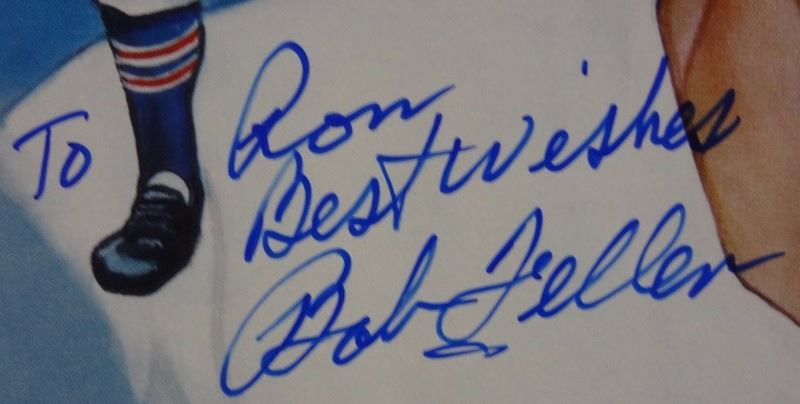 To Ron
Best Wishes
Bob Feller